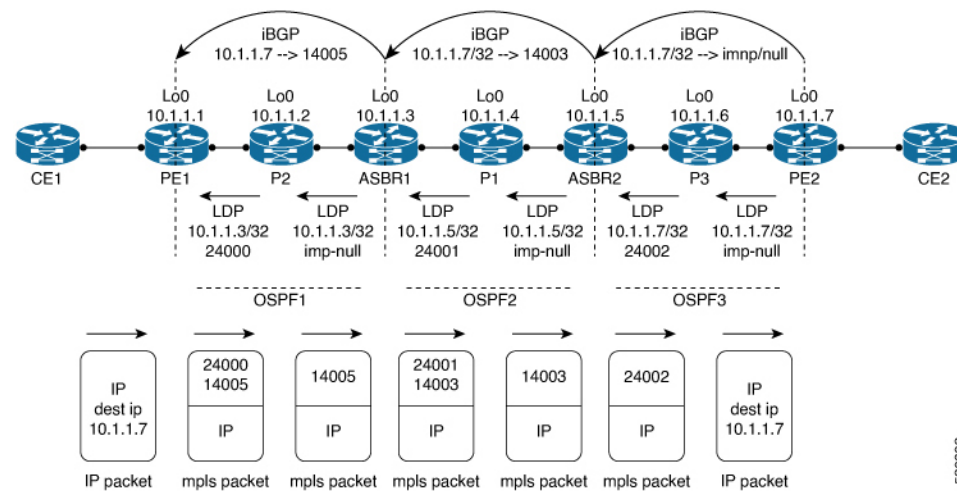 iBGP
10.1.1.7 --> 14005
iBGP
10.1.1.7/32 --> 14003
iBGP
10.1.1.7/32 --> imnp/null
Lo0
10.1.1.1
Lo0
10.1.1.2
Lo0
10.1.1.3
Lo0
10.1.1.4
Lo0
10.1.1.5
Lo0
10.1.1.6
Lo0
10.1.1.7
CE1
PE1
P2
ASBR1
P1
ASBR2
P3
PE2
CE2
LDP
10.1.1.3/32
24000
LDP
10.1.1.3/32
imp-null
LDP
10.1.1.5/32
24001
LDP
10.1.1.5/32
imp-null
LDP
10.1.1.7/32
24002
LDP
10.1.1.7/32
imp-null
OSPF1
OSPF2
OSPF3
IP
dest ip
10.1.1.7
24000
14005
IP
14005
IP
24001
14003
IP
14003
IP
24002
IP
IP
dest ip
10.1.1.7
IP packet
mpls packets
mpls packets
mpls packets
mpls packets
mpls packets
IP packet